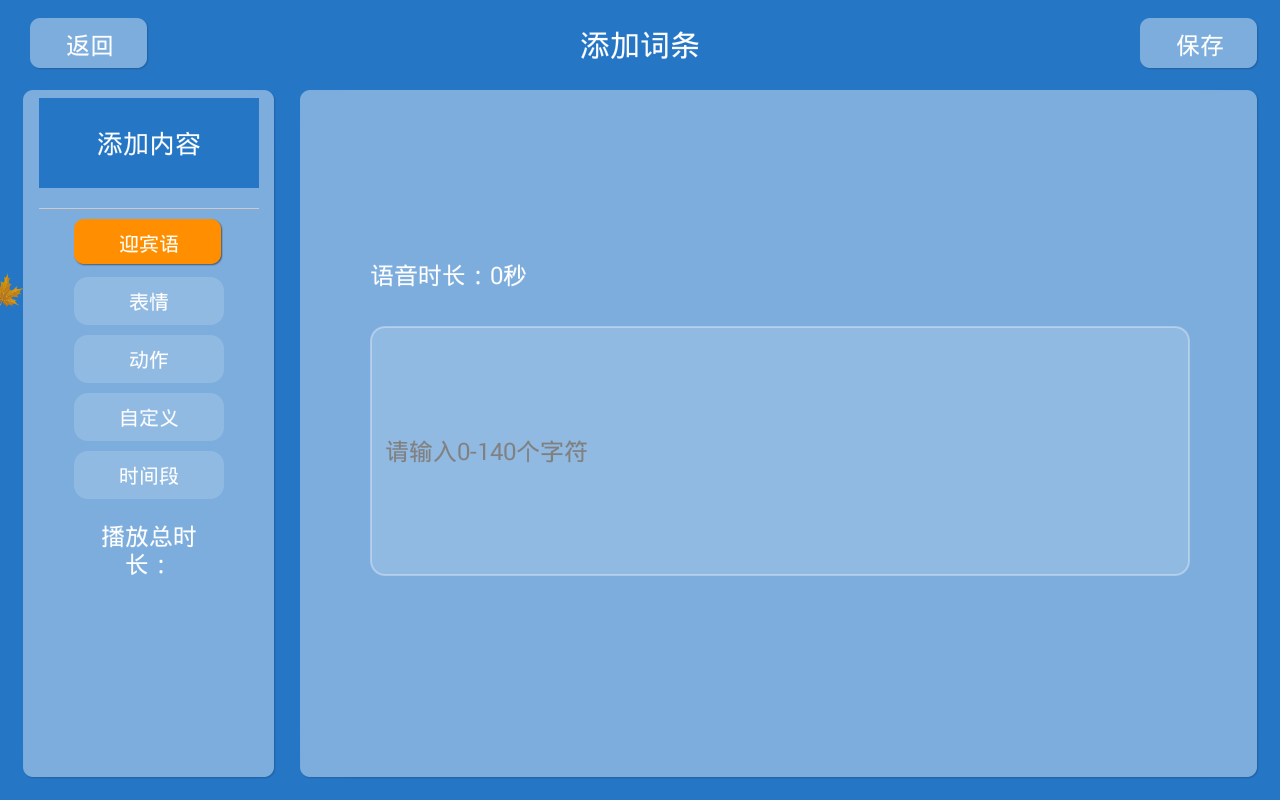 返回
添加词条
保存
添加内容
迎宾语
表情
动作
自定义
时间段
播放总时
长：
语音时长：0秒
请输入0-140个字符